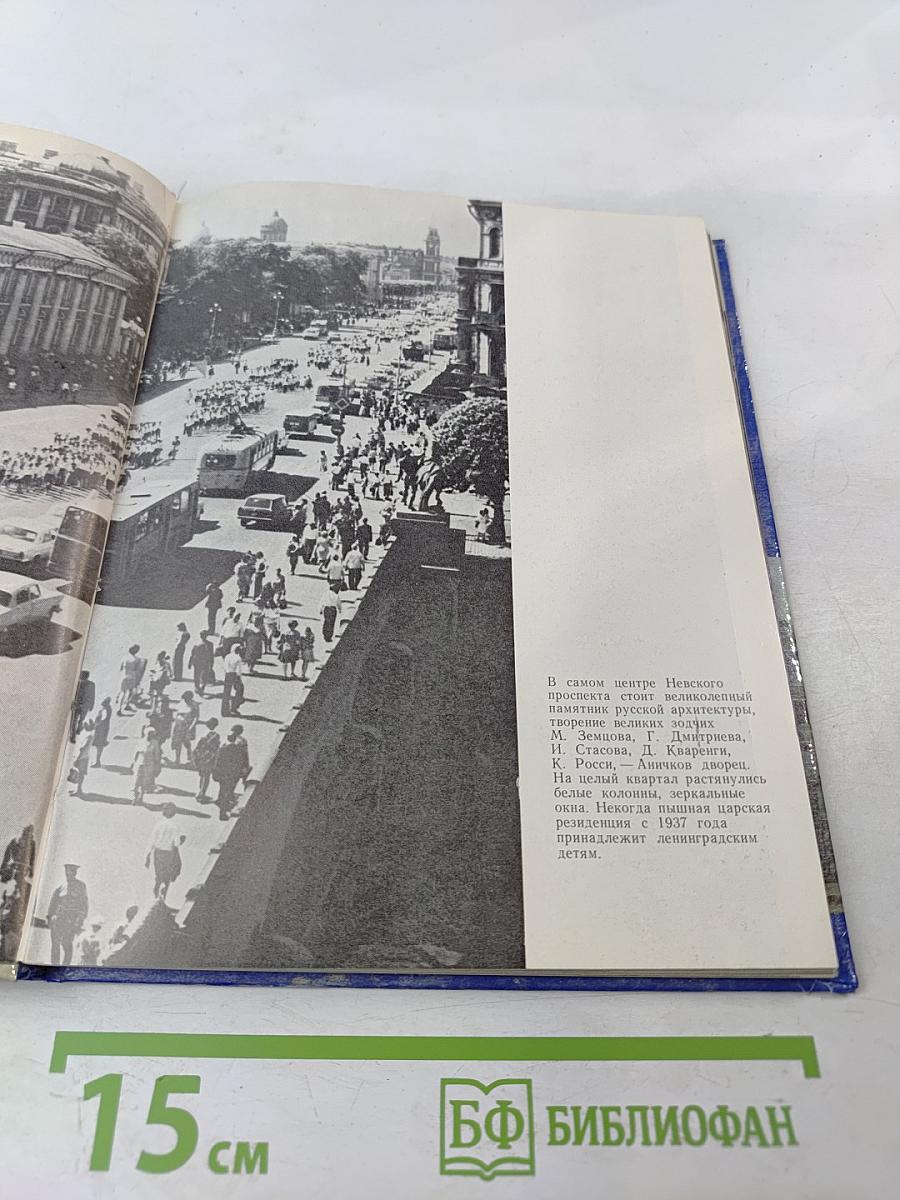 В самом центре Невского
проспекта стоит великолепный
памятник русской архитектуры,
творение великих зодчих
М. Земцова, Г. Дмитриева,
И. Стасова, Д. Кваренги,
К. Росси, — Аничков дворец.
На целый квартал растянулись
белые колонны, зеркальные
окна. Некогда пышная царская
резиденция с 1937 года
принадлежит ленинградским
детям.
15 см
БФ БИБЛИОФАН